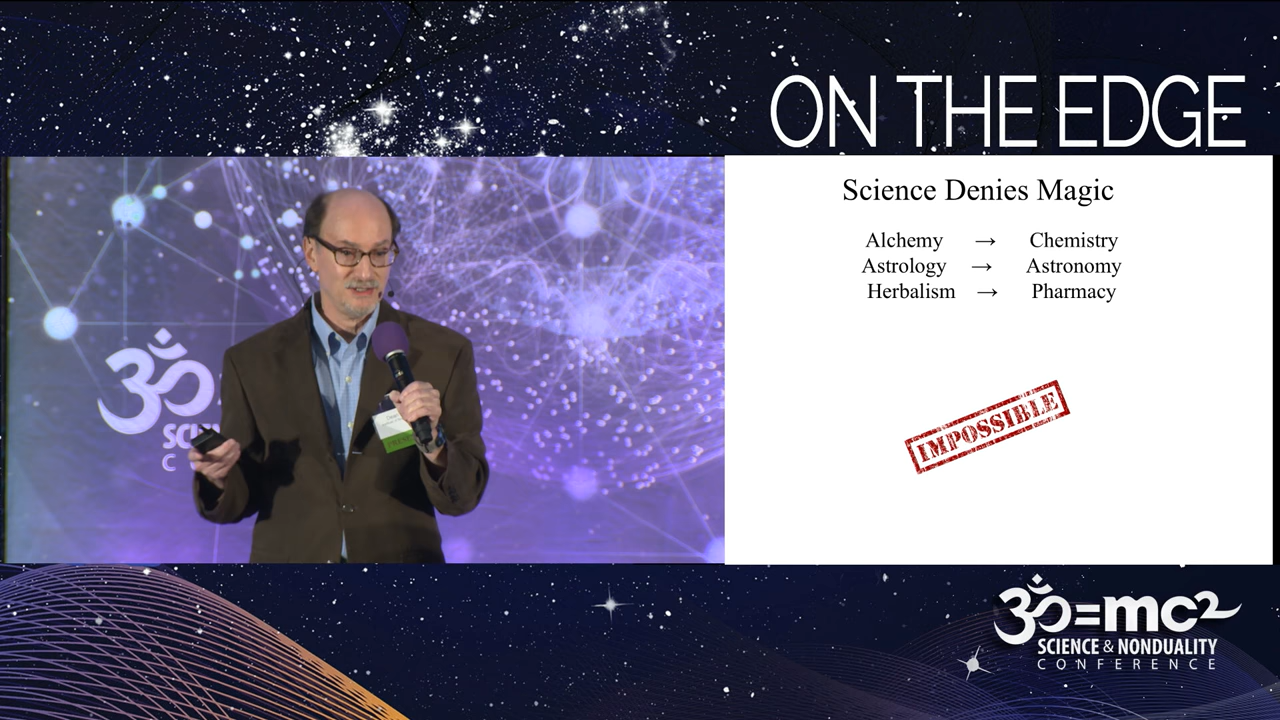 ON THE EDGE
Science Denies Magic
Alchemy → Chemistry
Astrology → Astronomy
Herbalism → Pharmacy
IMPOSSIBLE
ॐ
ॐ=mc2
SCIENCE & NONDUALITY
CONFERENCE